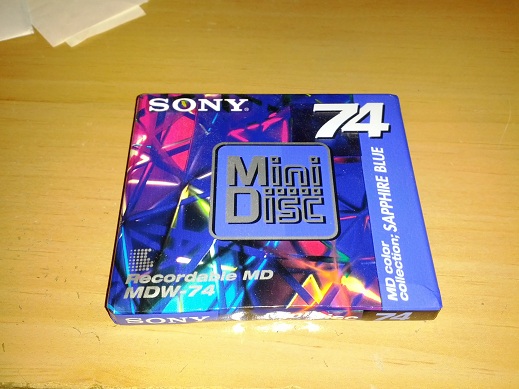 SONY
74
Mini
Disc
MD color
collection; SAPPHIRE BLUE
Recordable MD
MDW-74
SONY
74